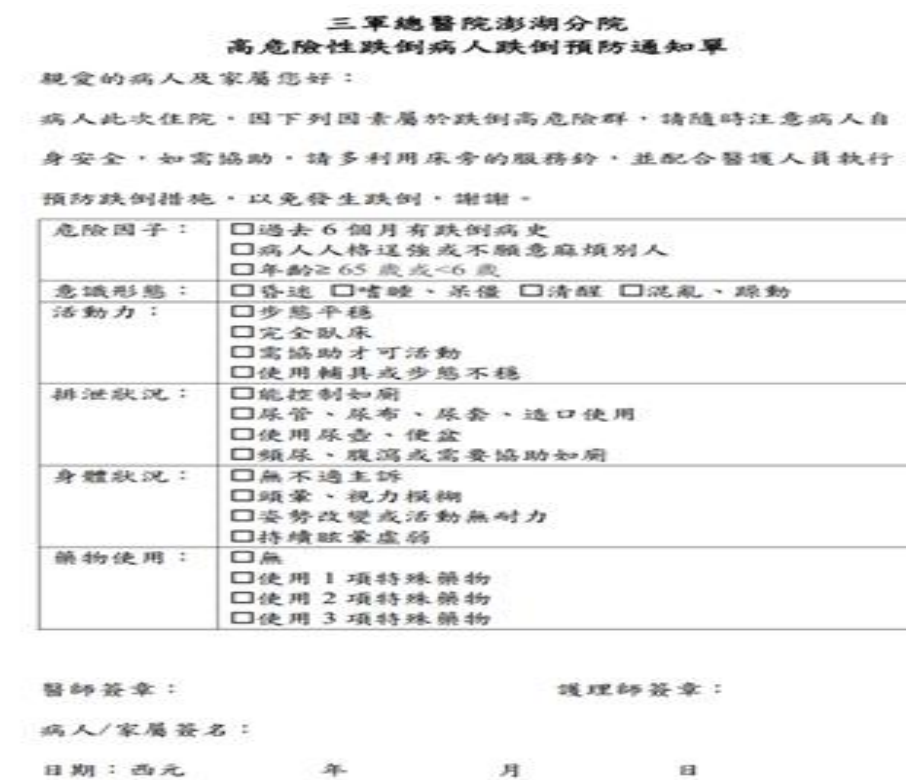 三軍總醫院澎湖分院
高危險性跌倒病人跌倒預防通知單
親愛的病人及家屬您好：
病人此次住院，因下列因素屬於跌倒高危險群，請隨時注意病人自
身安全，如需協助，請多利用床旁的服務鈴，並配合醫護人員執行
預防跌倒措施，以免發生跌倒，謝謝。
危險因子： □過去 6 個月有跌倒病史
□病人人格逞強或不願意麻煩別人
□年齡≥ 65 歲或<6 歲
意識形態： □昏迷 □嗜睡、呆僵 □清醒 □混亂、躁動
活動力： □步態平穩
□完全臥床
□需協助才可活動
□使用輔具或步態不穩
排泄狀況： □能控制如廁
□尿管、尿布、尿套、造口使用
□使用尿壺、便盆
□頻尿、腹瀉或需要協助如廁
身體狀況： □無不適主訴
□頭暈、視力模糊
□姿勢改變或活動無耐力
□持續眩暈虛弱
藥物使用： □無
□使用 1 項特殊藥物
□使用 2 項特殊藥物
□使用 3 項特殊藥物
醫師簽章： 護理師簽章：
病人/家屬簽名：
日期：西元 年 月 日